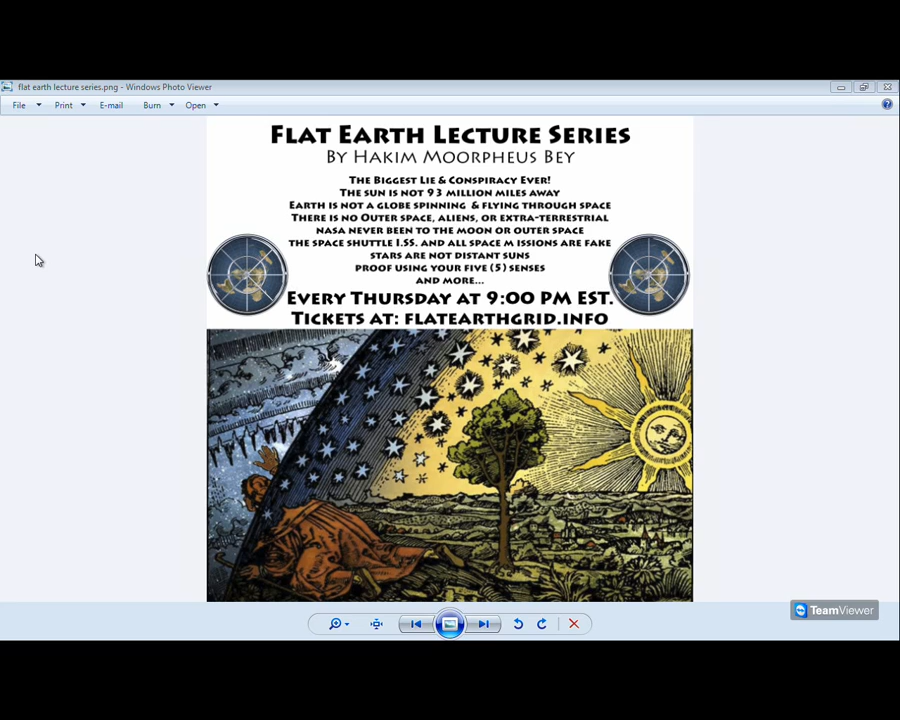 flat earth lecture series.png - Windows Photo Viewer
File Print E-mail Burn Open
FLAT EARTH LECTURE SERIES
BY HAKIM MOORPHEUS BEY
THE BIGGEST LIE & CONSPIRACY EVER!
THE SUN IS NOT 93 MILLION MILES AWAY
EARTH IS NOT A GLOBE SPINNING & FLYING THROUGH SPACE
THERE IS NO OUTER SPACE, ALIENS, OR EXTRA-TERRESTRIAL
NASA NEVER BEEN TO THE MOON OR OUTER SPACE
THE SPACE SHUTTLE I.SS. AND ALL SPACE M ISSIONS ARE FAKE
STARS ARE NOT DISTANT SUNS
PROOF USING YOUR FIVE (5) SENSES
AND MORE...
EVERY THURSDAY AT 9:00 PM EST.
TICKETS AT: FLATEARTHGRID.INFO
TeamViewer